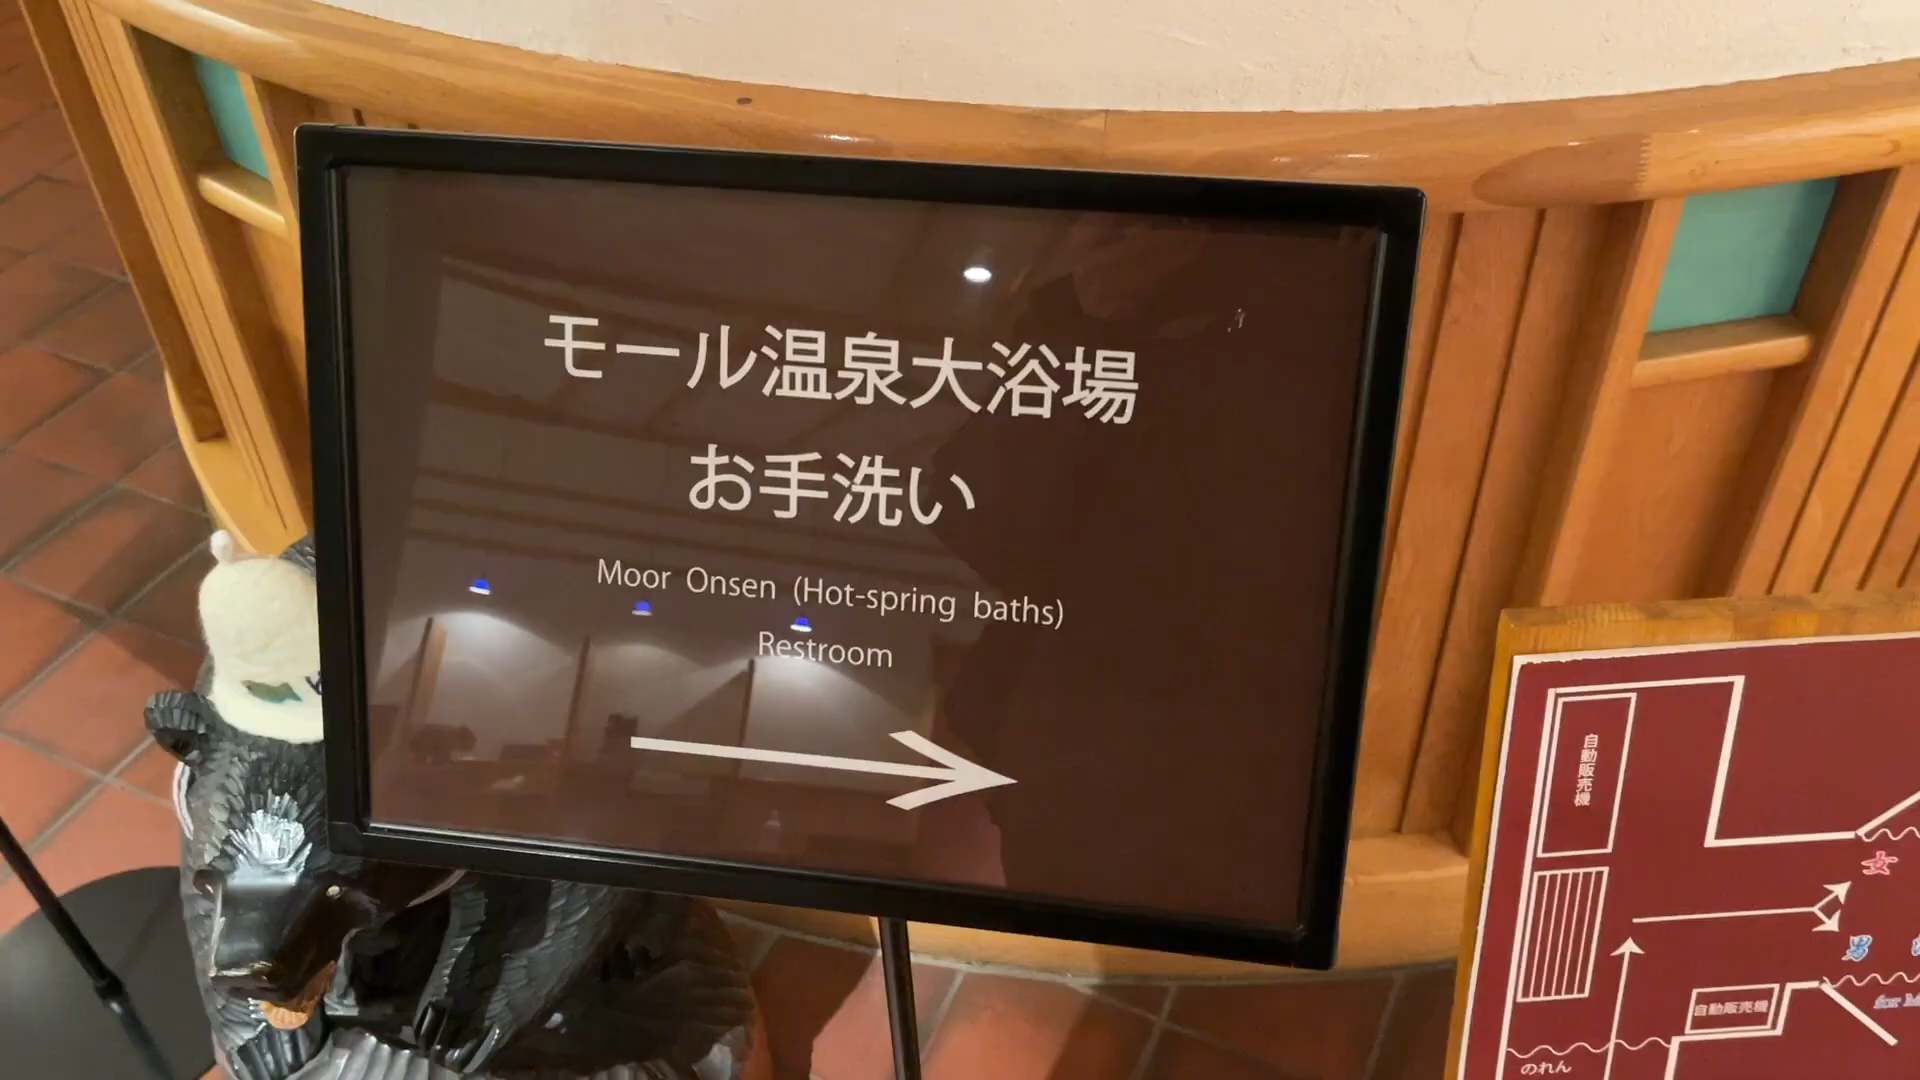 モール温泉大浴場
お手洗い
Moor Onsen (Hot-spring baths)
Restroom
自動販売機
女
男
for M
自動販売機
のれん